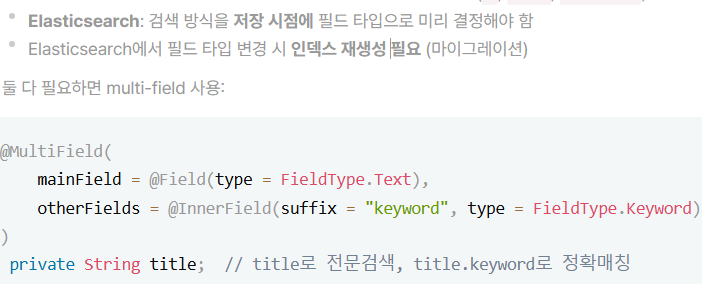 Elasticsearch: 검색 방식을 저장 시점에 필드 타입으로 미리 결정해야 함
Elasticsearch에서 필드 타입 변경 시 인덱스 재생성 필요 (마이그레이션)
둘 다 필요하면 multi-field 사용:
@MultiField(
    mainField = @Field(type = FieldType.Text),
    otherFields = @InnerField(suffix = "keyword", type = FieldType.Keyword)
)
 private String title;  // title로 전문검색, title.keyword로 정확매칭